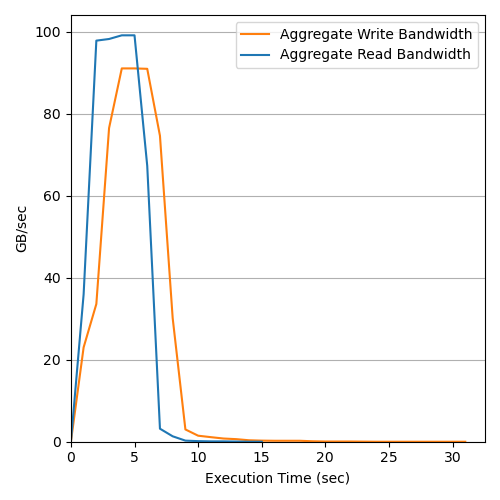 Aggregate Write Bandwidth
Aggregate Read Bandwidth
100
80
60
40
20
0
GB/sec
0 5 10 15 20 25 30
Execution Time (sec)